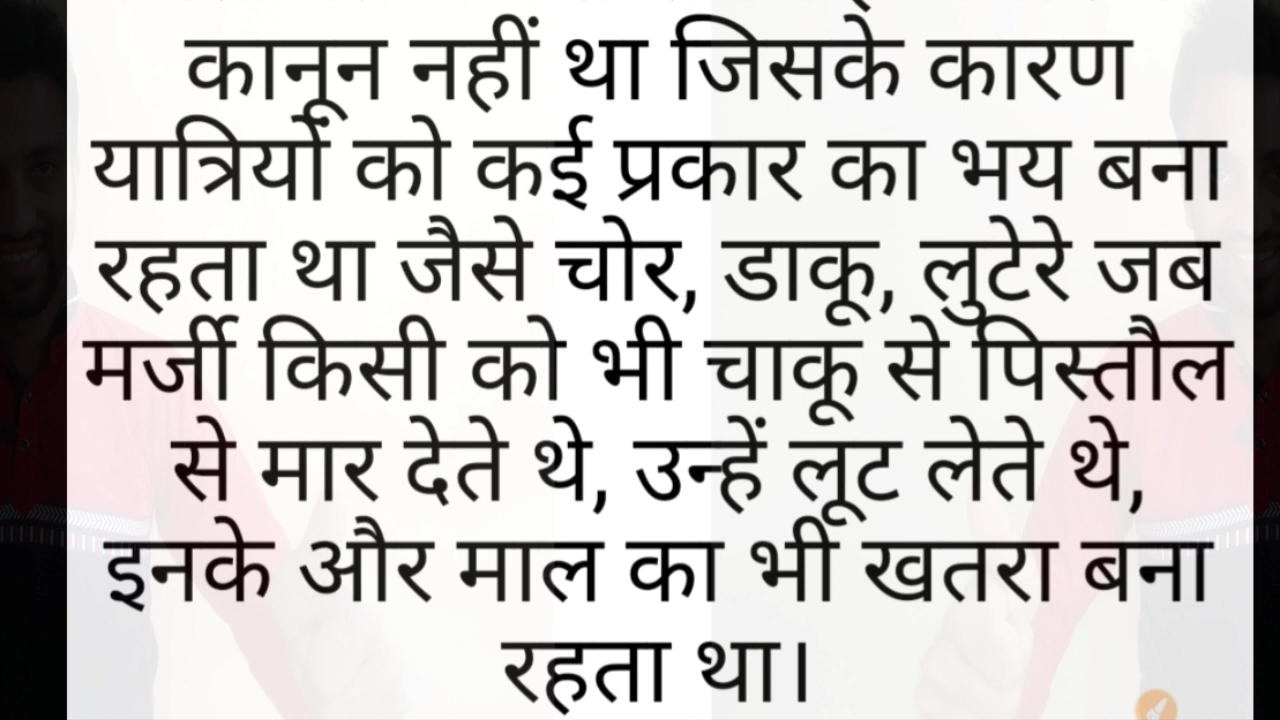 कानून नहीं था जिसके कारण
यात्रियों को कई प्रकार का भय बना
रहता था जैसे चोर, डाकू, लुटेरे जब
मर्जी किसी को भी चाकू से पिस्तौल
से मार देते थे, उन्हें लूट लेते थे,
इनके और माल का भी खतरा बना
रहता था।